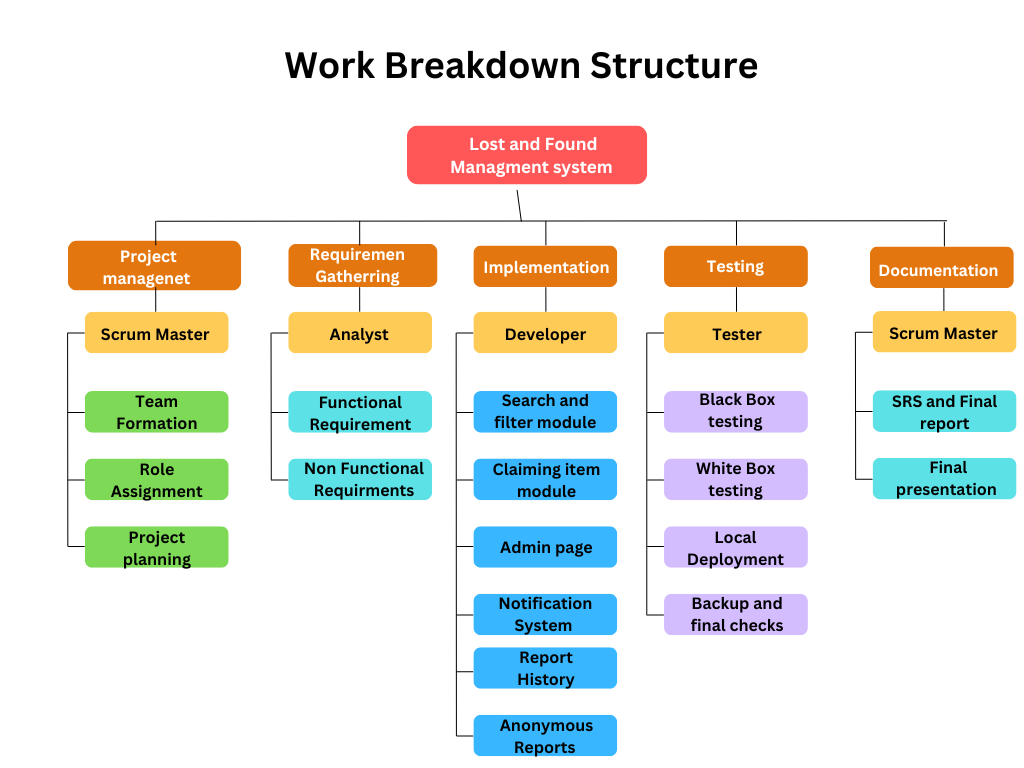 Work Breakdown Structure
Lost and Found
Managment system
Project
managenet
Requiremen
Gatherring
Implementation
Testing
Documentation
Scrum Master
Analyst
Developer
Tester
Scrum Master
Team
Formation
Role
Assignment
Project
planning
Functional
Requirement
Non Functional
Requirments
Search and
filter module
Claiming item
module
Admin page
Notification
System
Report
History
Anonymous
Reports
Black Box
testing
White Box
testing
Local
Deployment
Backup and
final checks
SRS and Final
report
Final
presentation